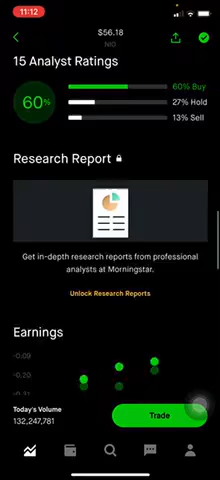 11:12
$56.18
NIO
15 Analyst Ratings
60%
60% Buy
27% Hold
13% Sell
Research Report
Get in-depth research reports from professional
analysts at Morningstar.
Unlock Research Reports
Earnings
-0.09
-0.20
-0.31
Today's Volume
132,247,781
Trade